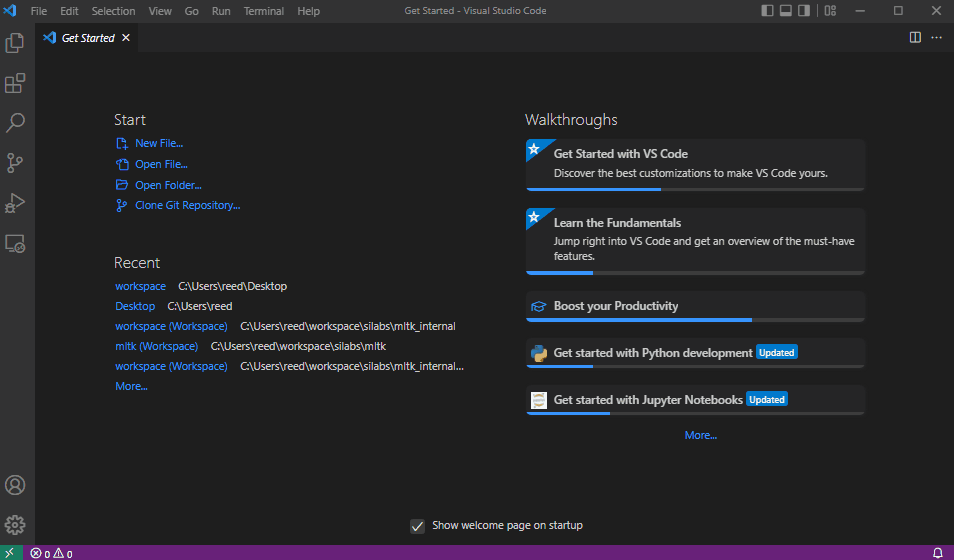 File Edit Selection View Go Run Terminal Help
Get Started - Visual Studio Code
Get Started
Start
New File...
Open File...
Open Folder...
Clone Git Repository...
Recent
workspace C:\Users\reed\Desktop
Desktop C:\Users\reed
workspace (Workspace) C:\Users\reed\workspace\silabs\mltk_internal
mltk (Workspace) C:\Users\reed\workspace\silabs\mltk
workspace (Workspace) C:\Users\reed\workspace\silabs\mltk_internal...
More...
Walkthroughs
Get Started with VS Code
Discover the best customizations to make VS Code yours.
Learn the Fundamentals
Jump right into VS Code and get an overview of the must-have
features.
Boost your Productivity
Get started with Python development Updated
Get started with Jupyter Notebooks Updated
More...
Show welcome page on startup
0 0